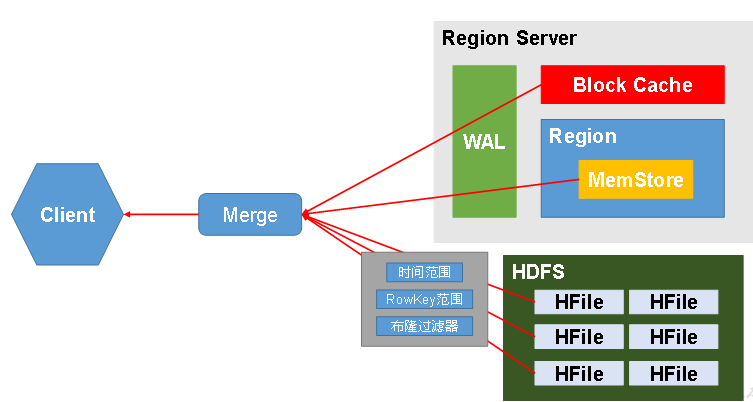 Region Server
Block Cache
WAL
Region
MemStore
Client
Merge
时间范围
RowKey范围
布隆过滤器
HDFS
HFile HFile
HFile HFile
HFile HFile